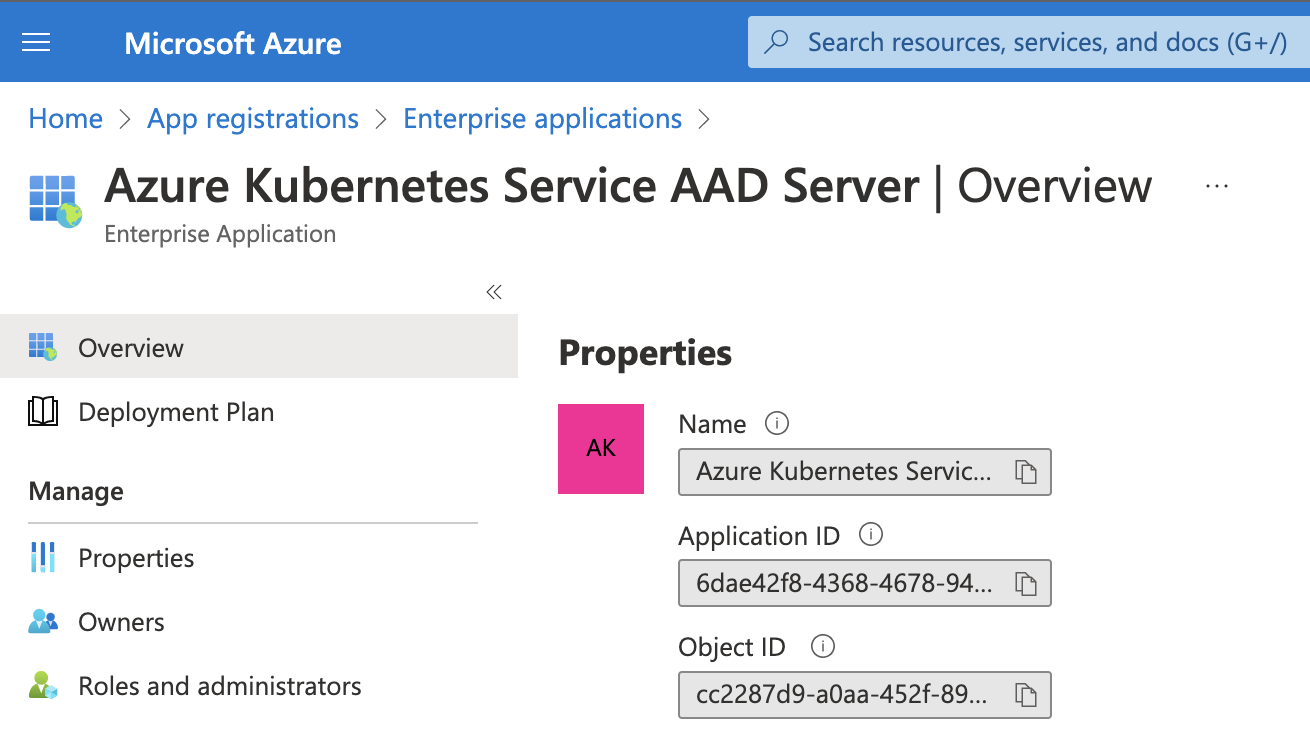 Microsoft Azure
Search resources, services, and docs (G+/)
Home > App registrations > Enterprise applications >
Azure Kubernetes Service AAD Server | Overview ...
Enterprise Application
«
Overview
Deployment Plan
Manage
Properties
Owners
Roles and administrators
Properties
AK
Name
Azure Kubernetes Servic...
Application ID
6dae42f8-4368-4678-94...
Object ID
cc2287d9-a0aa-452f-89...